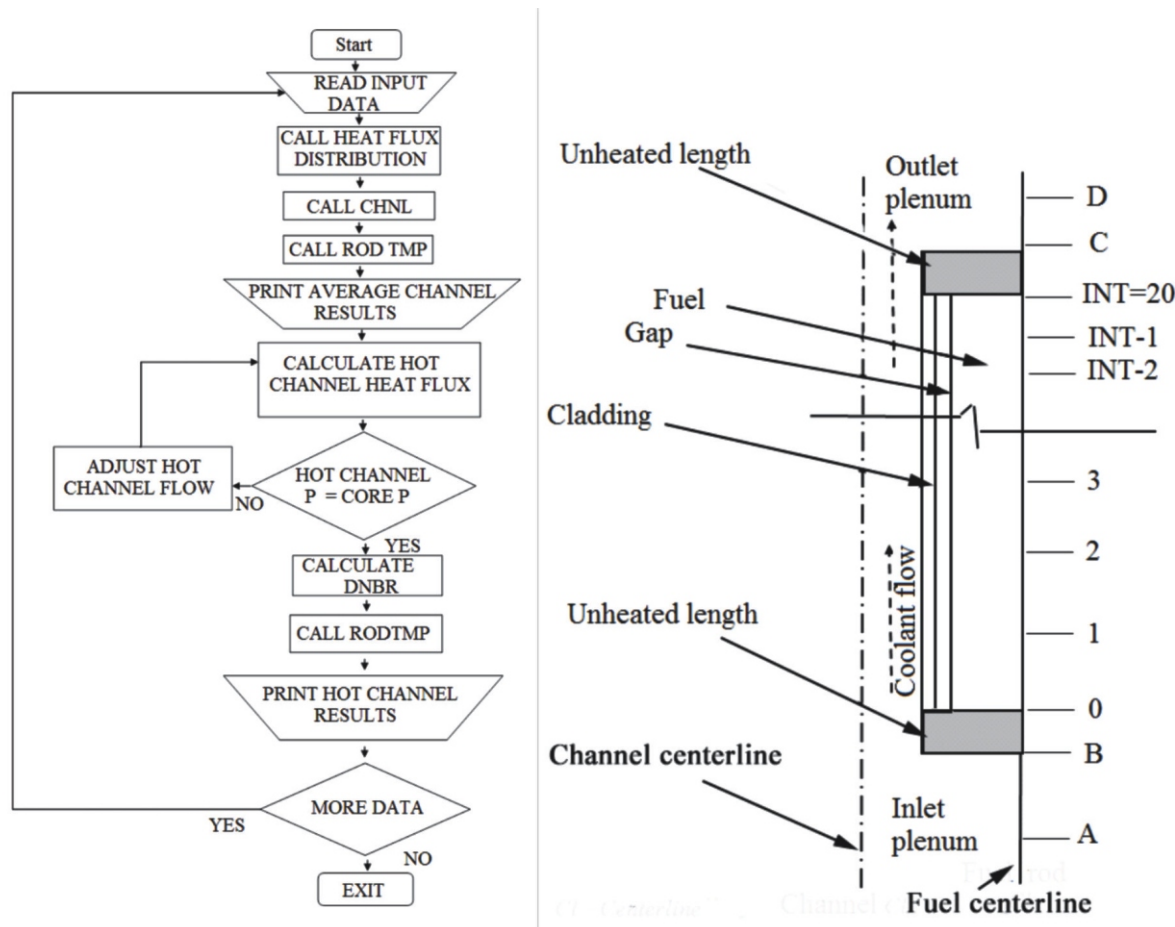 Start
READ INPUT
DATA
CALL HEAT FLUX
DISTRIBUTION
CALL CHNL
CALL ROD TMP
PRINT AVERAGE CHANNEL
RESULTS
CALCULATE HOT
CHANNEL HEAT FLUX
ADJUST HOT
CHANNEL FLOW
NO
HOT CHANNEL
P = CORE P
YES
CALCULATE
DNBR
CALL RODTMP
PRINT HOT CHANNEL
RESULTS
MORE DATA
YES
NO
EXIT
Unheated length
Outlet
plenum
D
C
INT=20
Fuel
Gap
INT-1
INT-2
Cladding
3
2
Coolant flow
Unheated length
1
0
B
Channel centerline
Inlet
plenum
A
rod
Channel
Centerline
Fuel centerline